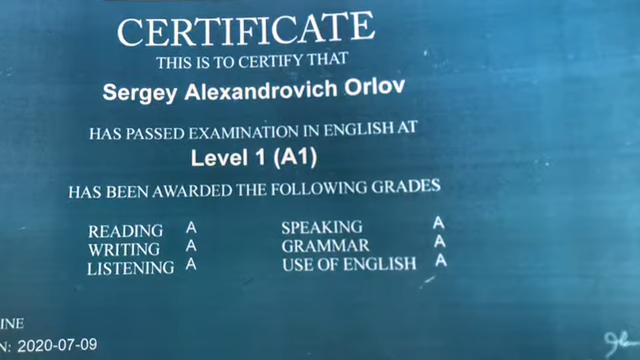 CERTIFICATE
THIS IS TO CERTIFY THAT
Sergey Alexandrovich Orlov
HAS PASSED EXAMINATION IN ENGLISH AT
Level 1 (A1)
HAS BEEN AWARDED THE FOLLOWING GRADES
READING A SPEAKING A
WRITING A GRAMMAR A
LISTENING A USE OF ENGLISH A
INE
N: 2020-07-09